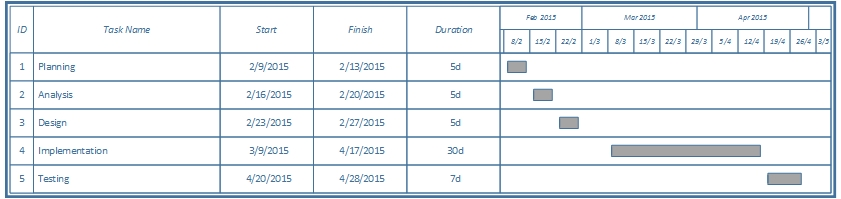 Feb 2015 Mar 2015 Apr 2015
ID Task Name Start Finish Duration
8/2 15/2 22/2 1/3 8/3 15/3 22/3 29/3 5/4 12/4 19/4 26/4 3/5
1 Planning 2/9/2015 2/13/2015 5d
2 Analysis 2/16/2015 2/20/2015 5d
3 Design 2/23/2015 2/27/2015 5d
4 Implementation 3/9/2015 4/17/2015 30d
5 Testing 4/20/2015 4/28/2015 7d